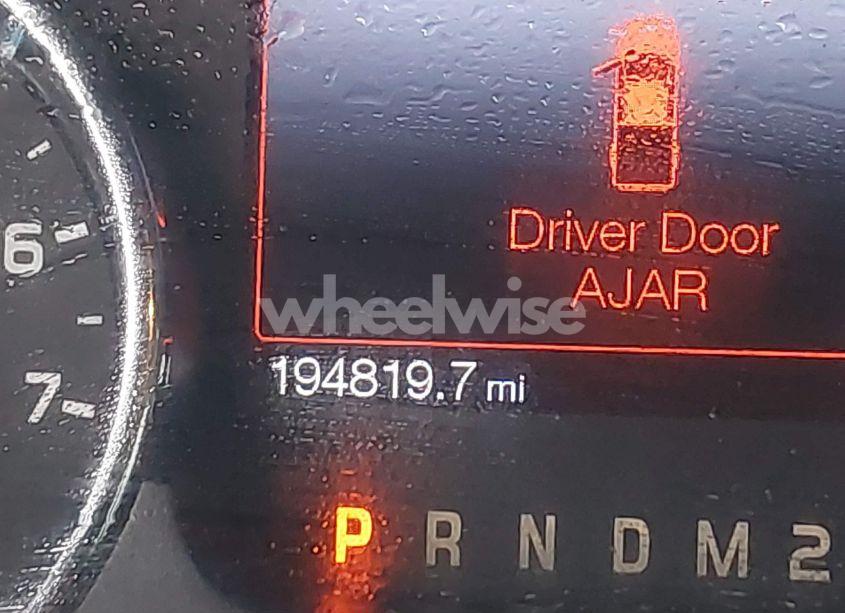 6
7
Driver Door
AJAR
wheelwise
194819.7 mi
P R N D M 2